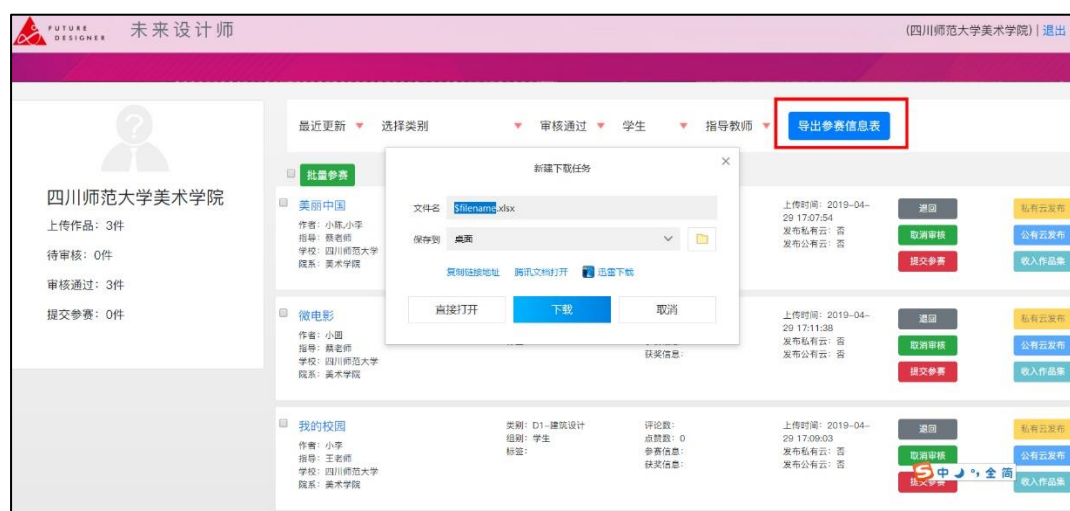 FUTURE DESIGNER 未来设计师
(四川师范大学美术学院) | 退出
最近更新 选择类别 审核通过 学生 指导教师 导出参赛信息表
四川师范大学美术学院
上传作品: 3件
待审核: 0件
审核通过: 3件
提交参赛: 0件
批量参赛
新建下载任务 ×
文件名 $filename.xlsx
保存到 桌面
复制链接地址 腾讯文档打开 迅雷下载
直接打开 下载 取消
美丽中国
作者: 小陈,小李
指导: 蔡老师
学校: 四川师范大学
院系: 美术学院
上传时间: 2019-04-
29 17:07:54
发布私有云: 否
发布公有云: 否
退回 私有云发布
取消审核 公有云发布
提交参赛 收入作品集
微电影
作者: 小圆
指导: 蔡老师
学校: 四川师范大学
院系: 美术学院
获奖信息:
上传时间: 2019-04-
29 17:11:38
发布私有云: 否
发布公有云: 否
退回 私有云发布
取消审核 公有云发布
提交参赛 收入作品集
我的校园
作者: 小李
指导: 王老师
学校: 四川师范大学
院系: 美术学院
类别: D1-建筑设计
组别: 学生
标签:
评论数:
点赞数: 0
参赛信息:
获奖信息:
上传时间: 2019-04-
29 17:09:03
发布私有云: 否
发布公有云: 否
退回 私有云发布
取消审核 公有云发布
提交参赛 收入作品集
中 全 简